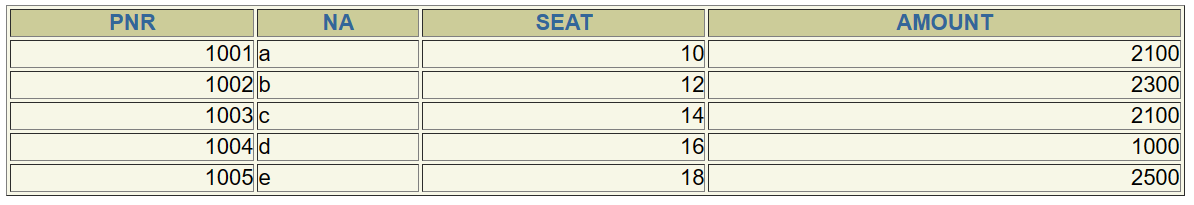 PNR NA SEAT AMOUNT
1001 a 10 2100
1002 b 12 2300
1003 c 14 2100
1004 d 16 1000
1005 e 18 2500